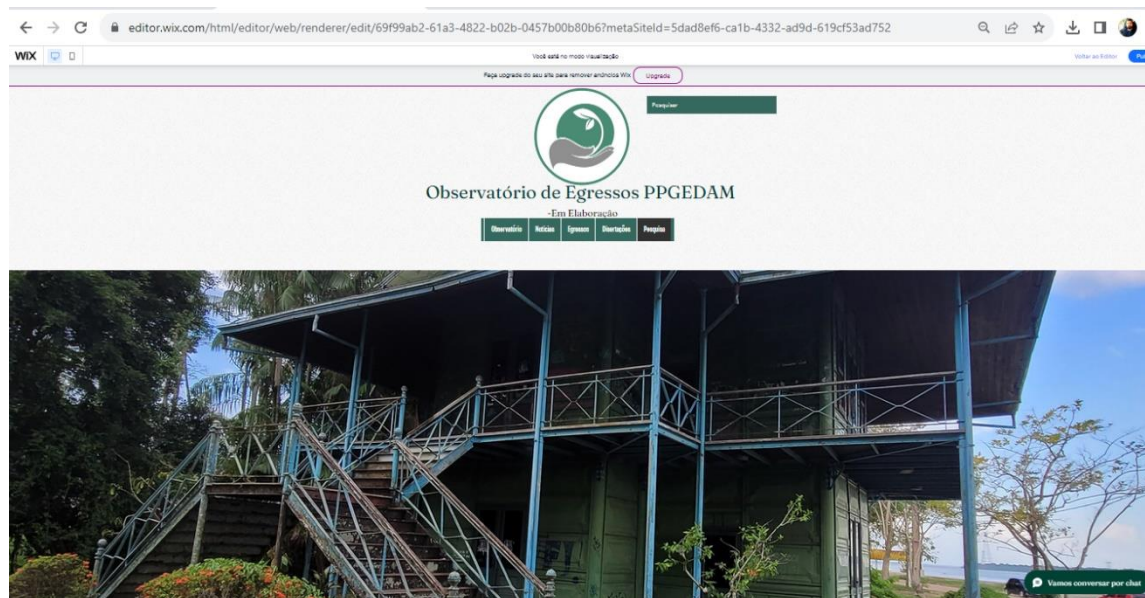 editor.wix.com/html/editor/web/renderer/edit/69f99ab2-61a3-4822-b02b-0457b00b80b6?metaSiteId=5dad8ef6-ca1b-4332-ad9d-619cf53ad752
WiX
Você está no modo visualização
Voltar ao Editor
Faça upgrade do seu site para remover anúncios Wix
Upgrade
Pesquisar
Observatório de Egressos PPGEDAM
-Em Elaboração
Observatório Notícias Egressos Disertações Pesquisa
Vamos conversar por chat